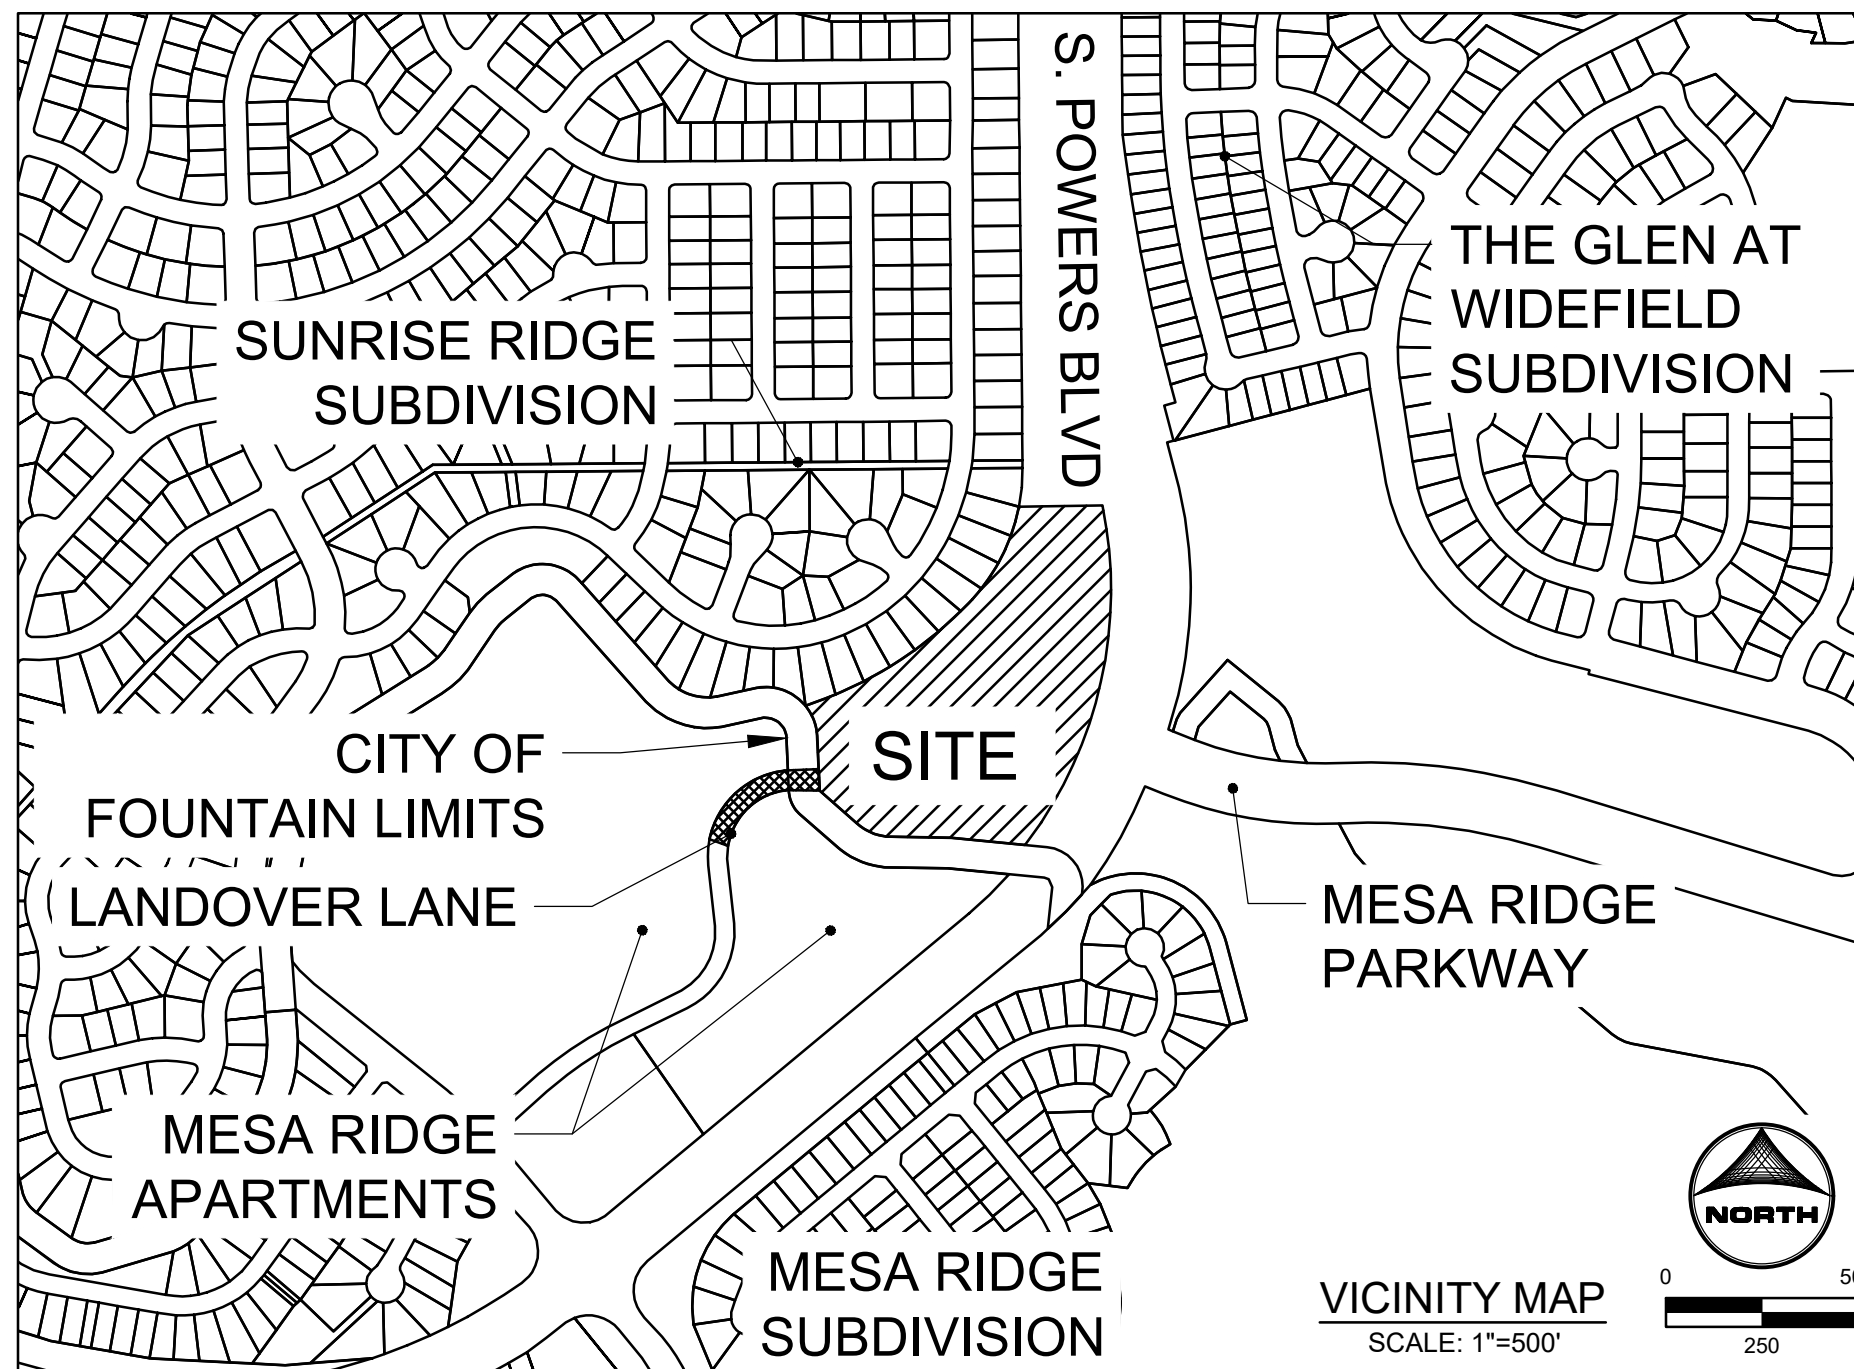 S. POWERS BLVD
THE GLEN AT
WIDEFIELD
SUBDIVISION
SUNRISE RIDGE
SUBDIVISION
SITE
CITY OF
FOUNTAIN LIMITS
LANDOVER LANE
MESA RIDGE
PARKWAY
MESA RIDGE
APARTMENTS
MESA RIDGE
SUBDIVISION
NORTH
VICINITY MAP
SCALE: 1"=500'
0
250